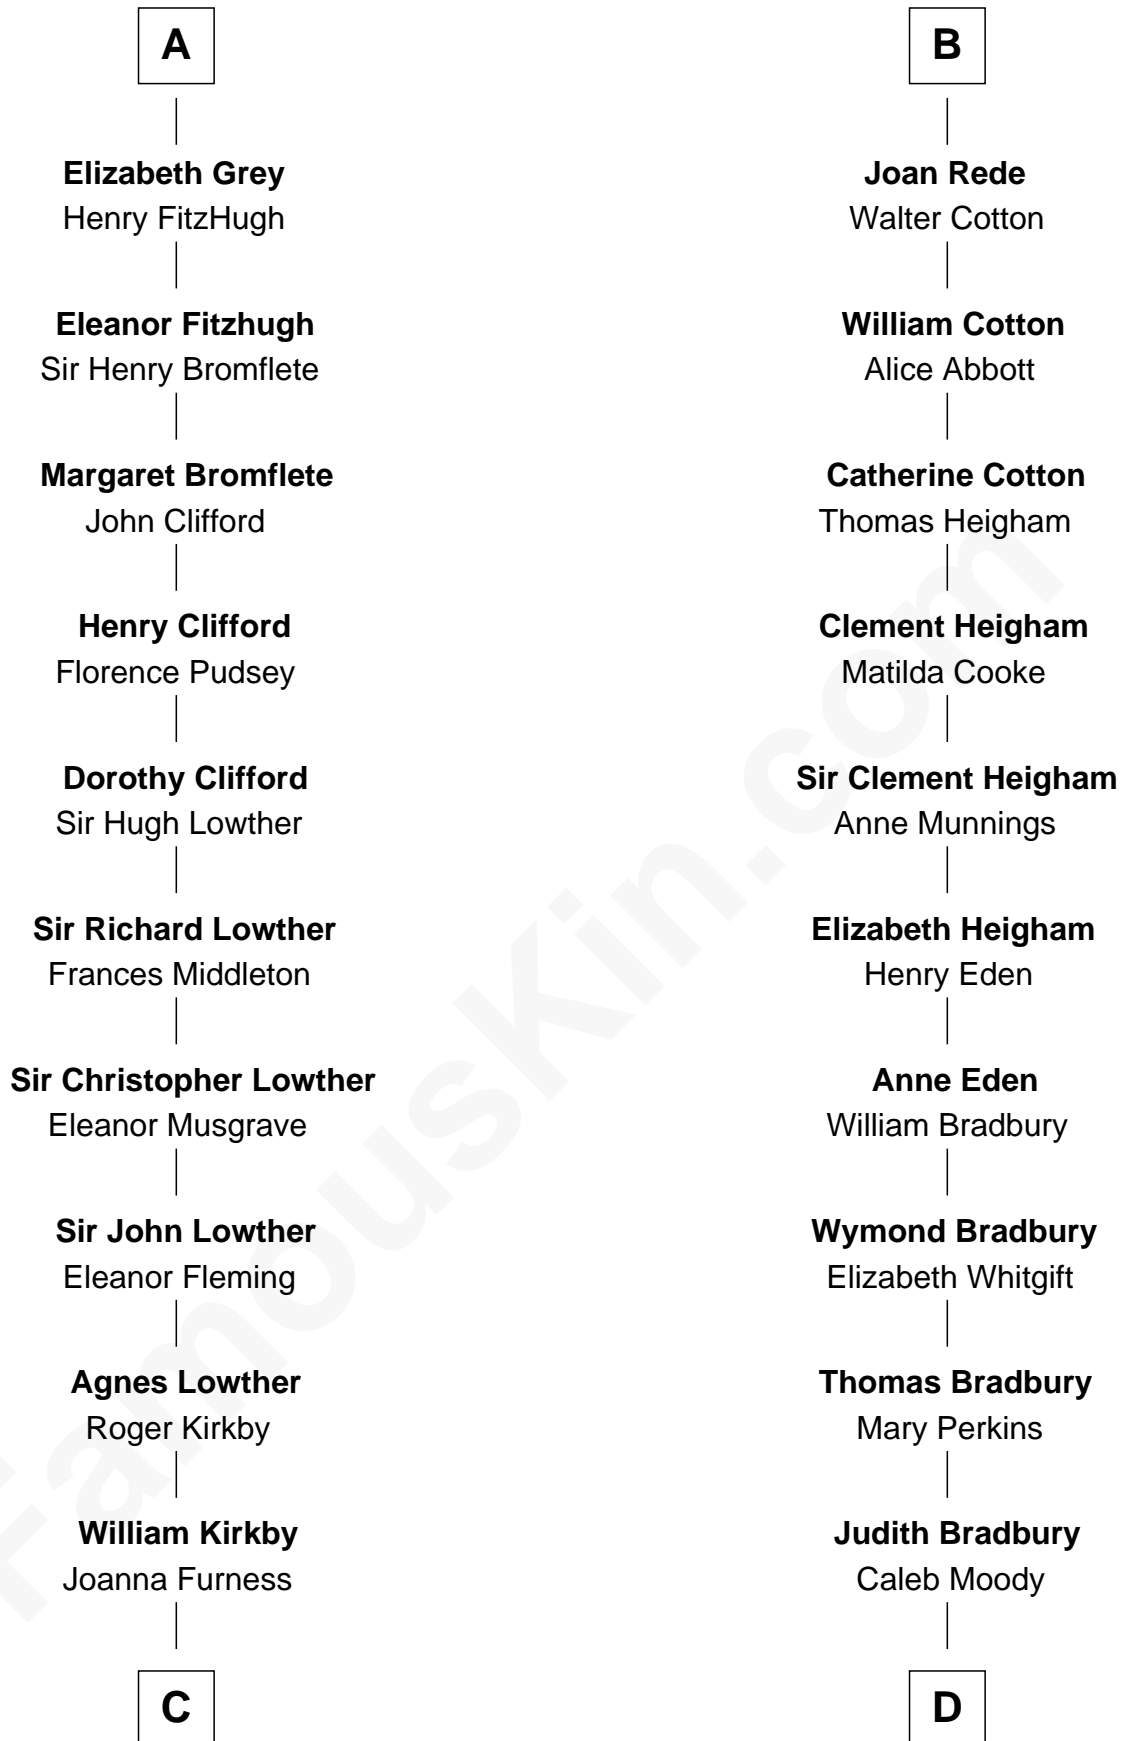 A
Elizabeth Grey
Henry FitzHugh
Eleanor Fitzhugh
Sir Henry Bromflete
Margaret Bromflete
John Clifford
Henry Clifford
Florence Pudsey
Dorothy Clifford
Sir Hugh Lowther
Sir Richard Lowther
Frances Middleton
Sir Christopher Lowther
Eleanor Musgrave
Sir John Lowther
Eleanor Fleming
Agnes Lowther
Roger Kirkby
William Kirkby
Joanna Furness
C
B
Joan Rede
Walter Cotton
William Cotton
Alice Abbott
Catherine Cotton
Thomas Heigham
Clement Heigham
Matilda Cooke
Sir Clement Heigham
Anne Munnings
Elizabeth Heigham
Henry Eden
Anne Eden
William Bradbury
Wymond Bradbury
Elizabeth Whitgift
Thomas Bradbury
Mary Perkins
Judith Bradbury
Caleb Moody
D
FamousKin.com